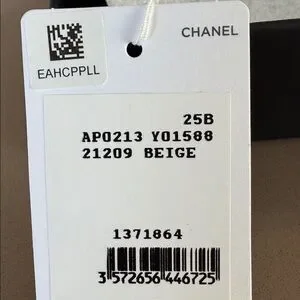 CHANEL
EAHCPPLL
25B
AP0213 Y01588
21209 BEIGE
1371864
3 572656 446725